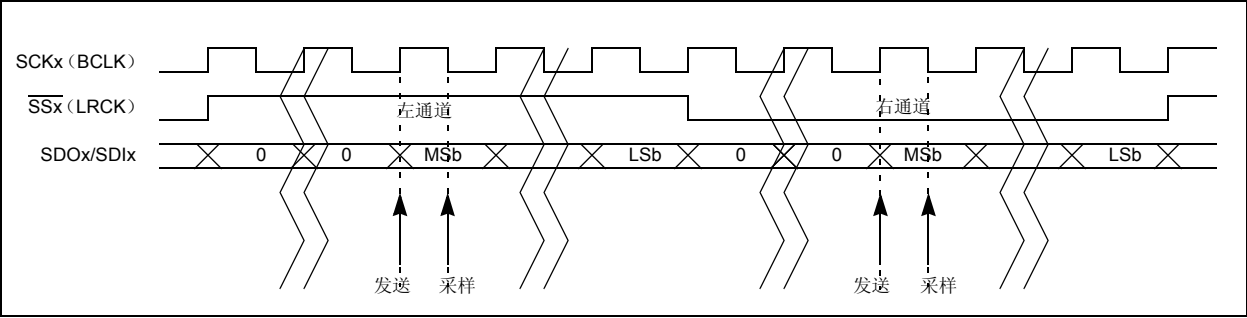 SCKx（BCLK）
SSx（LRCK）
左通道
右通道
SDOx/SDIx
0
0
MSb
LSb
0
0
MSb
LSb
发送
采样
发送
采样